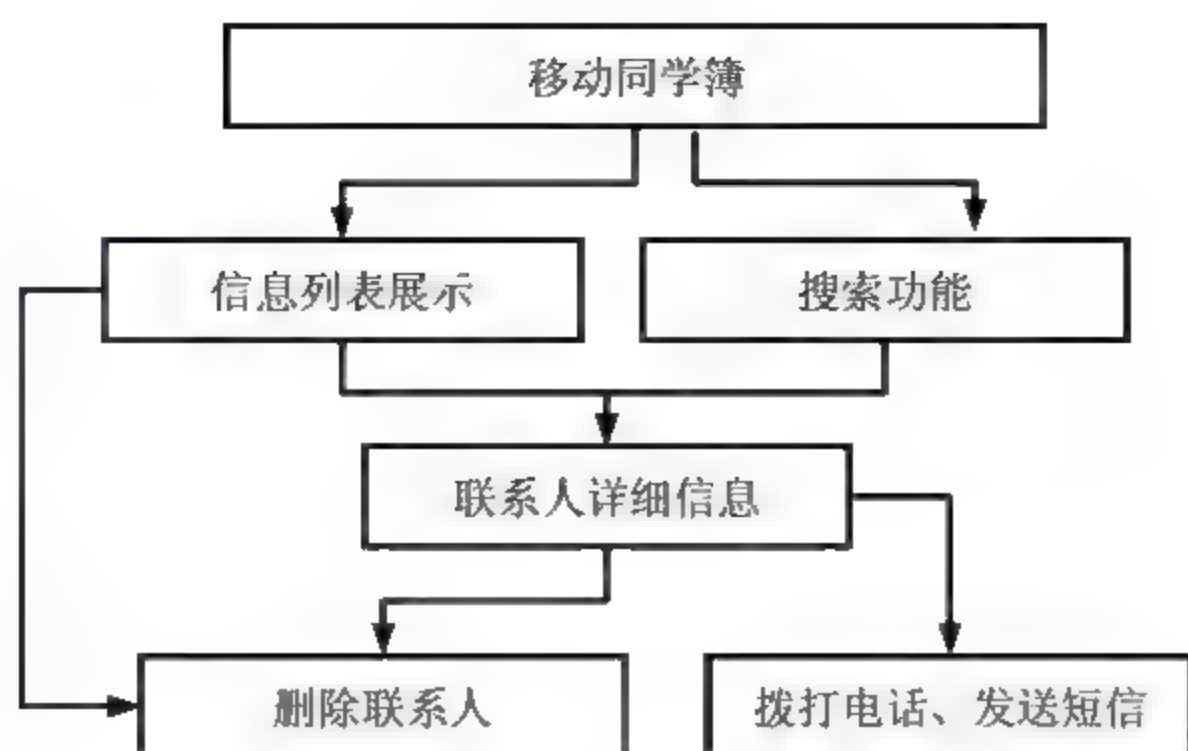 移动同学簿
信息列表展示
搜索功能
联系人详细信息
删除联系人
拨打电话、发送短信